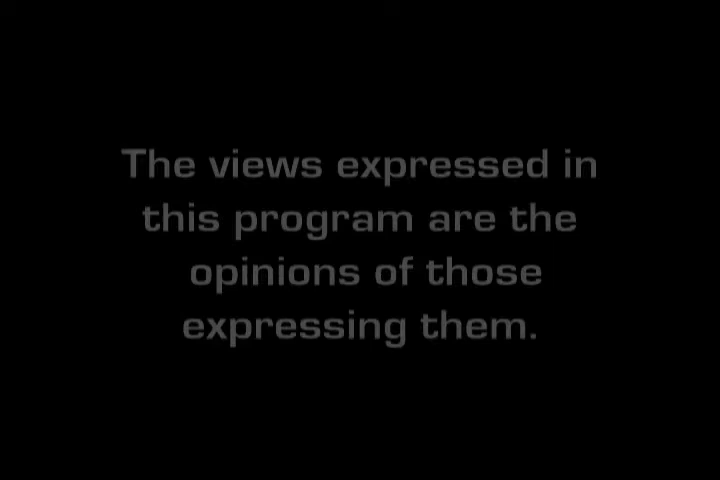 The views expressed in
this program are the
opinions of those
expressing them.